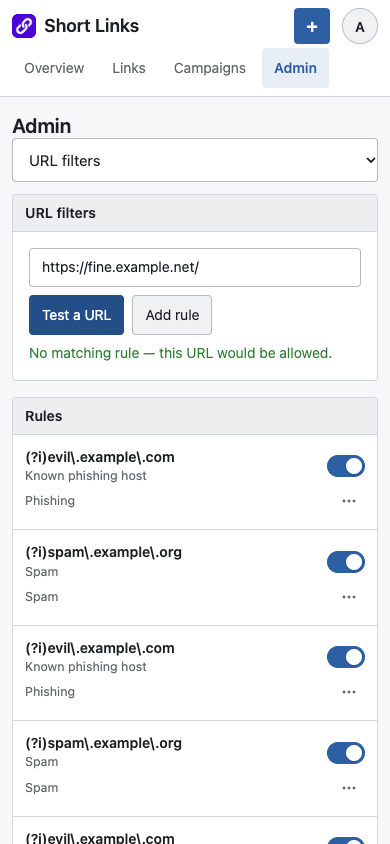 Short Links
+
A
Overview Links Campaigns Admin
Admin
URL filters
URL filters
https://fine.example.net/
Test a URL Add rule
No matching rule — this URL would be allowed.
Rules
(?i)evil\.example\.com
Known phishing host
Phishing
(?i)spam\.example\.org
Spam
Spam
(?i)evil\.example\.com
Known phishing host
Phishing
(?i)spam\.example\.org
Spam
Spam
(?i)evil\.example\.com